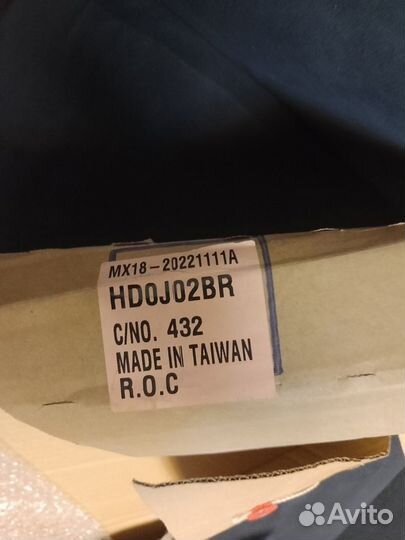 MX18-20221111A
HD0J02BR
C/NO. 432
MADE IN TAIWAN
R.O.C
Avito